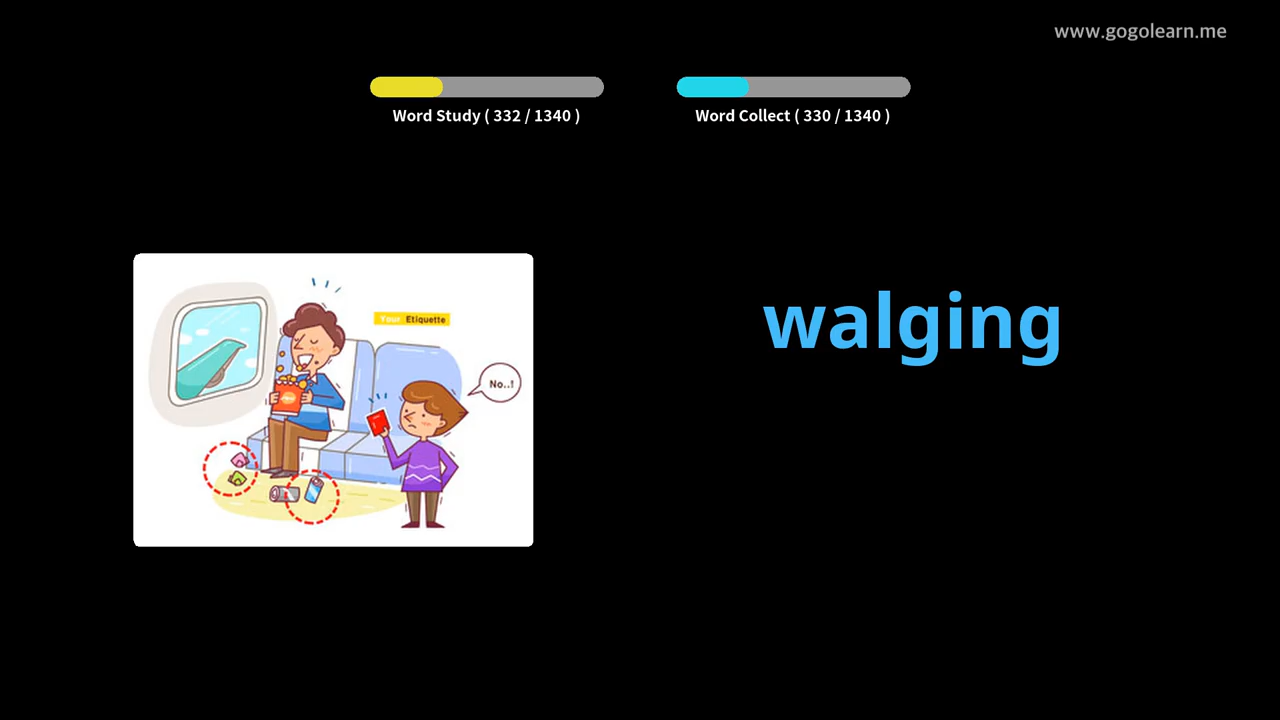 www.gogolearn.me
Word Study ( 332 / 1340 )
Word Collect ( 330 / 1340 )
Your Etiquette
No..!
walging